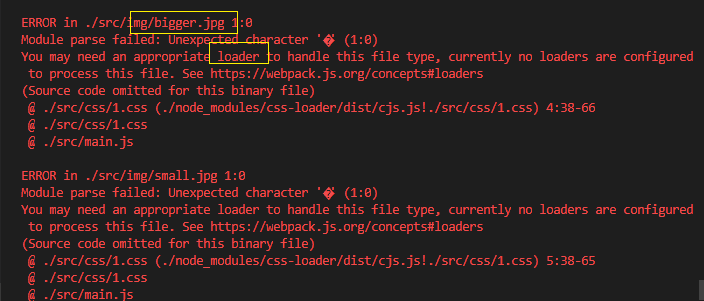 ERROR in ./src/img/bigger.jpg 1:0
Module parse failed: Unexpected character '�' (1:0)
You may need an appropriate loader to handle this file type, currently no loaders are configured
to process this file. See https://webpack.js.org/concepts#loaders
(Source code omitted for this binary file)
@ ./src/css/1.css (./node_modules/css-loader/dist/cjs.js!./src/css/1.css) 4:38-66
@ ./src/css/1.css
@ ./src/main.js
ERROR in ./src/img/small.jpg 1:0
Module parse failed: Unexpected character '�' (1:0)
You may need an appropriate loader to handle this file type, currently no loaders are configured
to process this file. See https://webpack.js.org/concepts#loaders
(Source code omitted for this binary file)
@ ./src/css/1.css (./node_modules/css-loader/dist/cjs.js!./src/css/1.css) 5:38-65
@ ./src/css/1.css
@ ./src/main.js